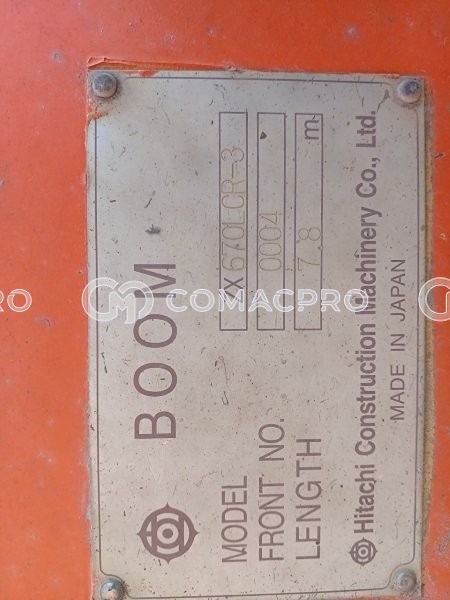 BOOM
MODEL ZX670LCR-3
FRONT NO. 0004
LENGTH 7.8 m
Hitachi Construction Machinery Co., Ltd.
MADE IN JAPAN
PRO
COMACPRO